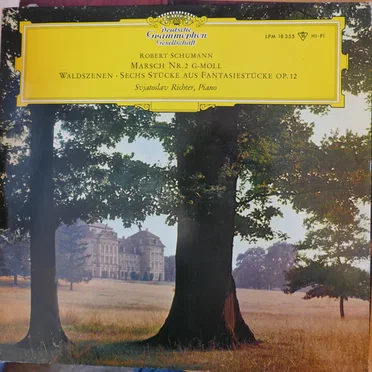 Deutsche
Grammophon
Gesellschaft
LPM 18 355 HI-FI
ROBERT SCHUMANN
MARSCH NR. 2 G-MOLL
WALDSZENEN · SECHS STÜCKE AUS FANTASIESTÜCKE OP. 12
Svjatoslav Richter, Piano